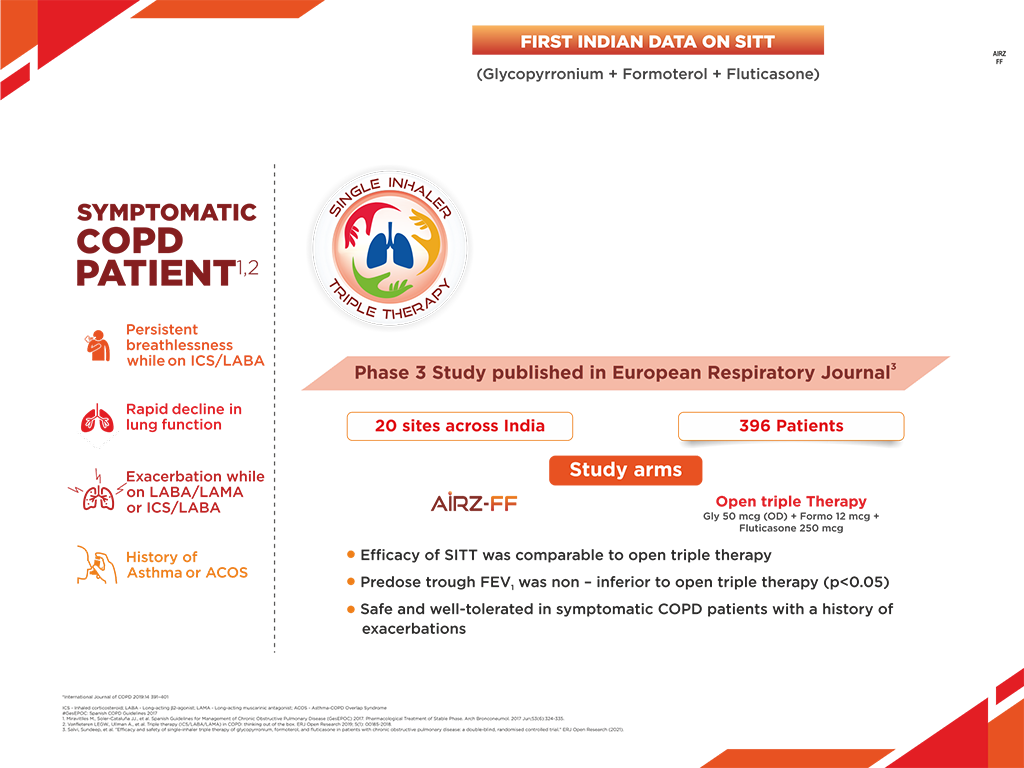 FIRST INDIAN DATA ON SITT
(Glycopyrronium + Formoterol + Fluticasone)
AIRZ
FF
SYMPTOMATIC
COPD
PATIENT1,2
SINGLE INHALER
TRIPLE THERAPY
Persistent
breathlessness
while on ICS/LABA
Rapid decline in
lung function
Exacerbation while
on LABA/LAMA
or ICS/LABA
History of
Asthma or ACOS
Phase 3 Study published in European Respiratory Journal3
20 sites across India
396 Patients
Study arms
AIRZ-FF
Open triple Therapy
Gly 50 mcg (OD) + Formo 12 mcg +
Fluticasone 250 mcg
• Efficacy of SITT was comparable to open triple therapy
• Predose trough FEV1 was non – inferior to open triple therapy (p<0.05)
• Safe and well-tolerated in symptomatic COPD patients with a history of
exacerbations
*International Journal of COPD 2019:14 391–401
ICS - Inhaled corticosteroid; LABA - Long-acting β2-agonist; LAMA - Long-acting muscarinic antagonist; ACOS - Asthma-COPD Overlap Syndrome
#GesEPOC: Spanish COPD Guidelines 2017
1. Miravitlles M., Soler-Cataluña JJ., et al. Spanish Guidelines for Management of Chronic Obstructive Pulmonary Disease (GesEPOC) 2017. Pharmacological Treatment of Stable Phase. Arch Bronconeumol. 2017 Jun;53(6):324-335.
2. Vanfleteren LEGW., Ullman A., et al. Triple therapy (ICS/LABA/LAMA) in COPD: thinking out of the box. ERJ Open Research 2019; 5(1): 00185-2018.
3. Salvi, Sundeep, et al. "Efficacy and safety of single-inhaler triple therapy of glycopyrronium, formoterol, and fluticasone in patients with chronic obstructive pulmonary disease: a double-blind, randomised controlled trial." ERJ Open Research (2021).